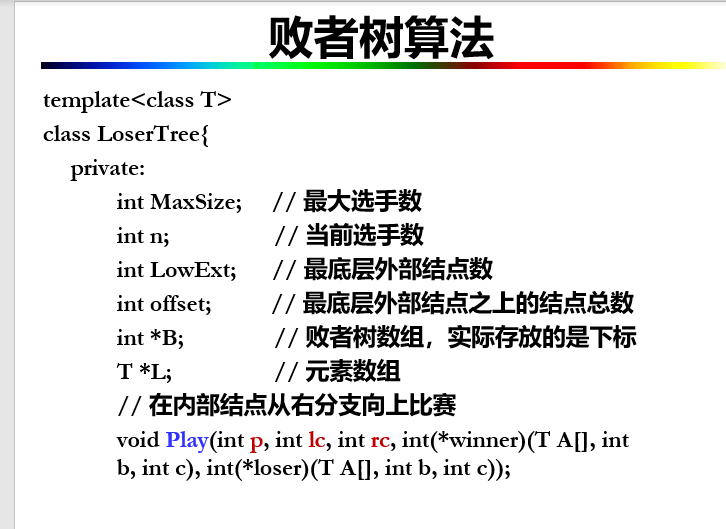 败者树算法
template<class T>
class LoserTree{
private:
int MaxSize; // 最大选手数
int n; // 当前选手数
int LowExt; // 最底层外部结点数
int offset; // 最底层外部结点之上的结点总数
int *B; // 败者树数组，实际存放的是下标
T *L; // 元素数组
// 在内部结点从右分支向上比赛
void Play(int p, int lc, int rc, int(*winner)(T A[], int
b, int c), int(*loser)(T A[], int b, int c));